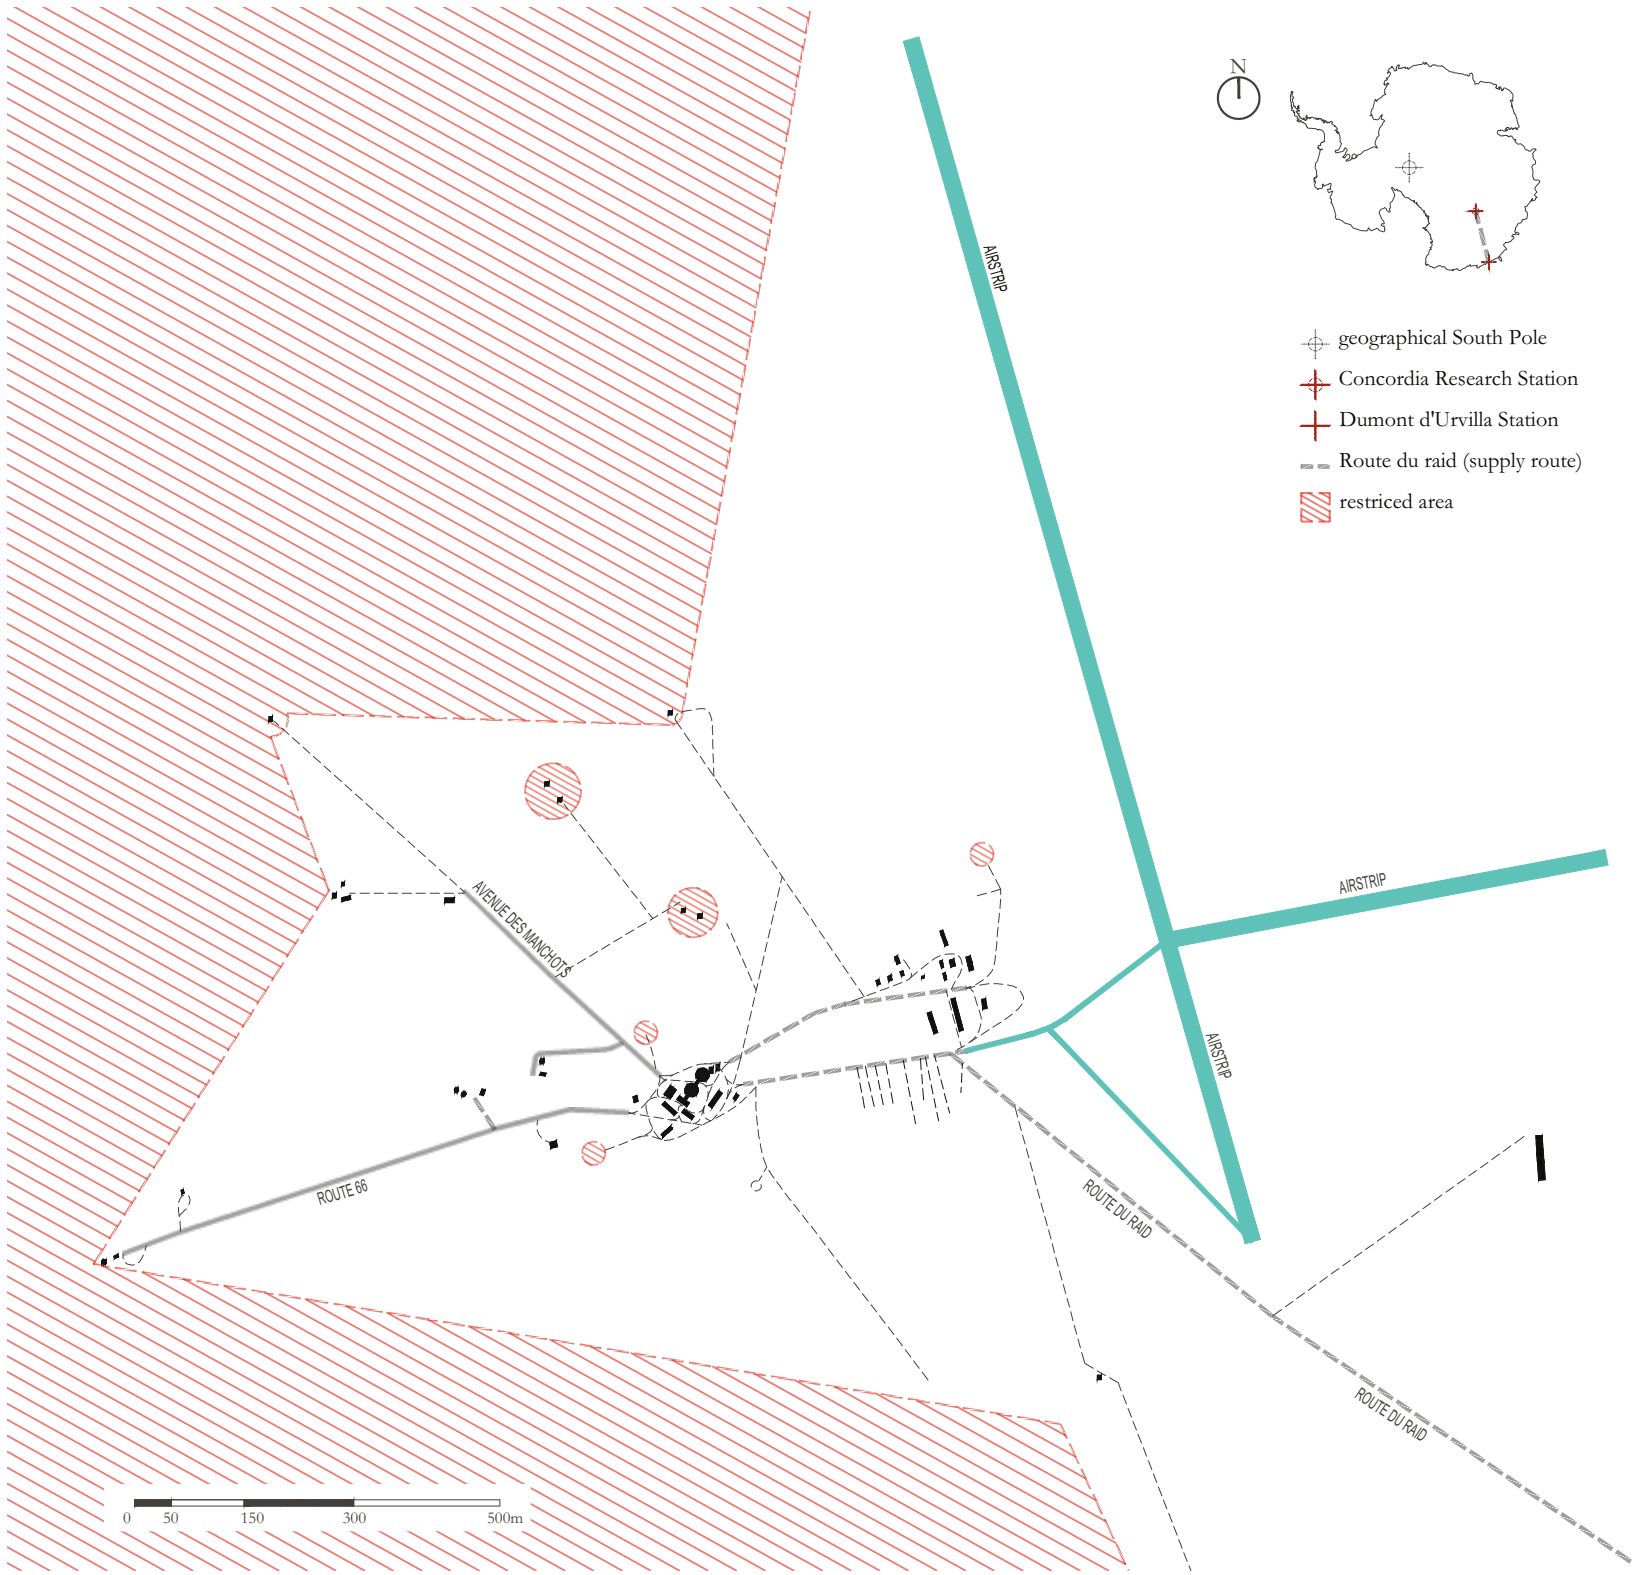 N
AIRSTRIP
geographical South Pole
Concordia Research Station
Dumont d'Urvilla Station
Route du raid (supply route)
restriced area
AIRSTRIP
AVENUE DES MANCHOTS
AIRSTRIP
ROUTE 66
ROUTE DU RAID
ROUTE DU RAID
0 50 150 300 500m